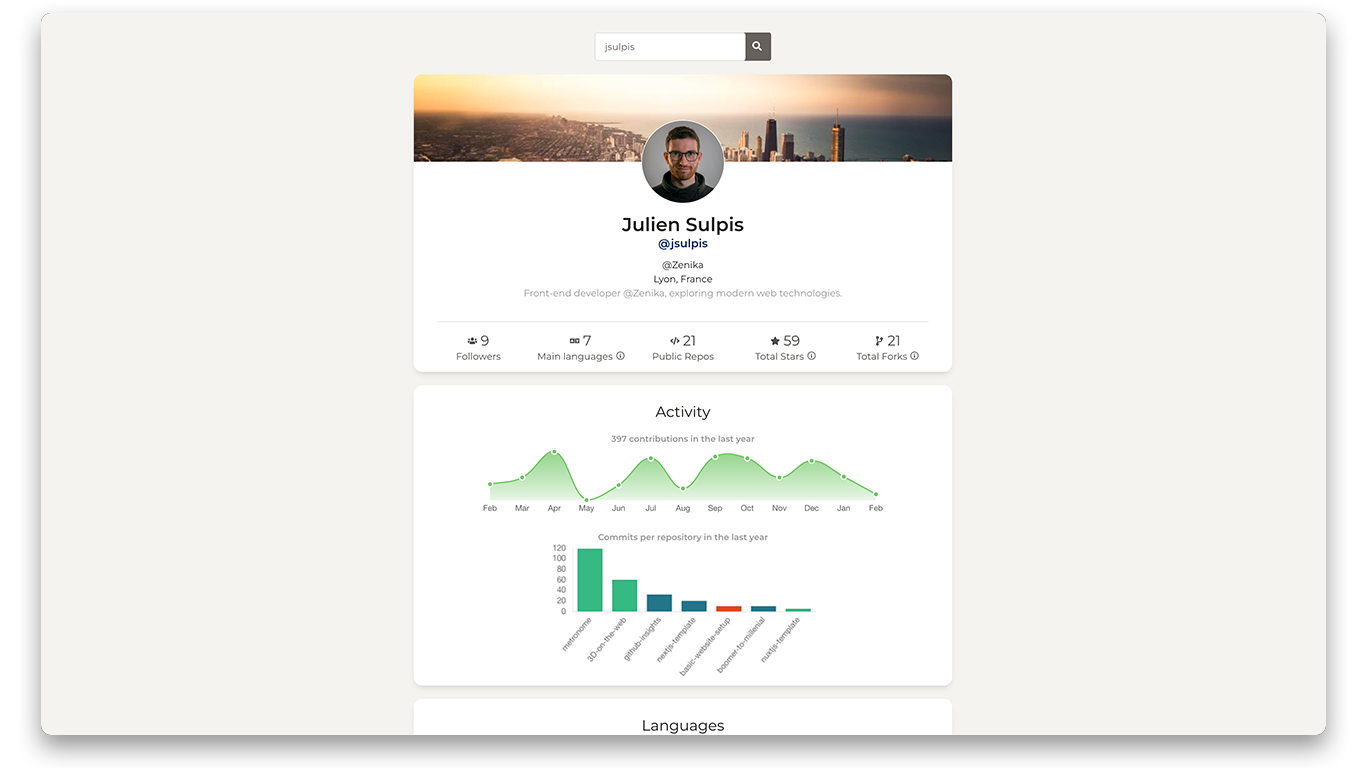 jsulpis
Julien Sulpis
@jsulpis
@Zenika
Lyon, France
Front-end developer @Zenika, exploring modern web technologies.
9 7 21 59 21
Followers Main languages Public Repos Total Stars Total Forks
Activity
397 contributions in the last year
Feb Mar Apr May Jun Jul Aug Sep Oct Nov Dec Jan Feb
Commits per repository in the last year
120
100
80
60
40
20
0
metronome 3D-on-the-web github-insights nextjs-template basic-website-setup boomer-to-millenial nuxtjs-template
Languages